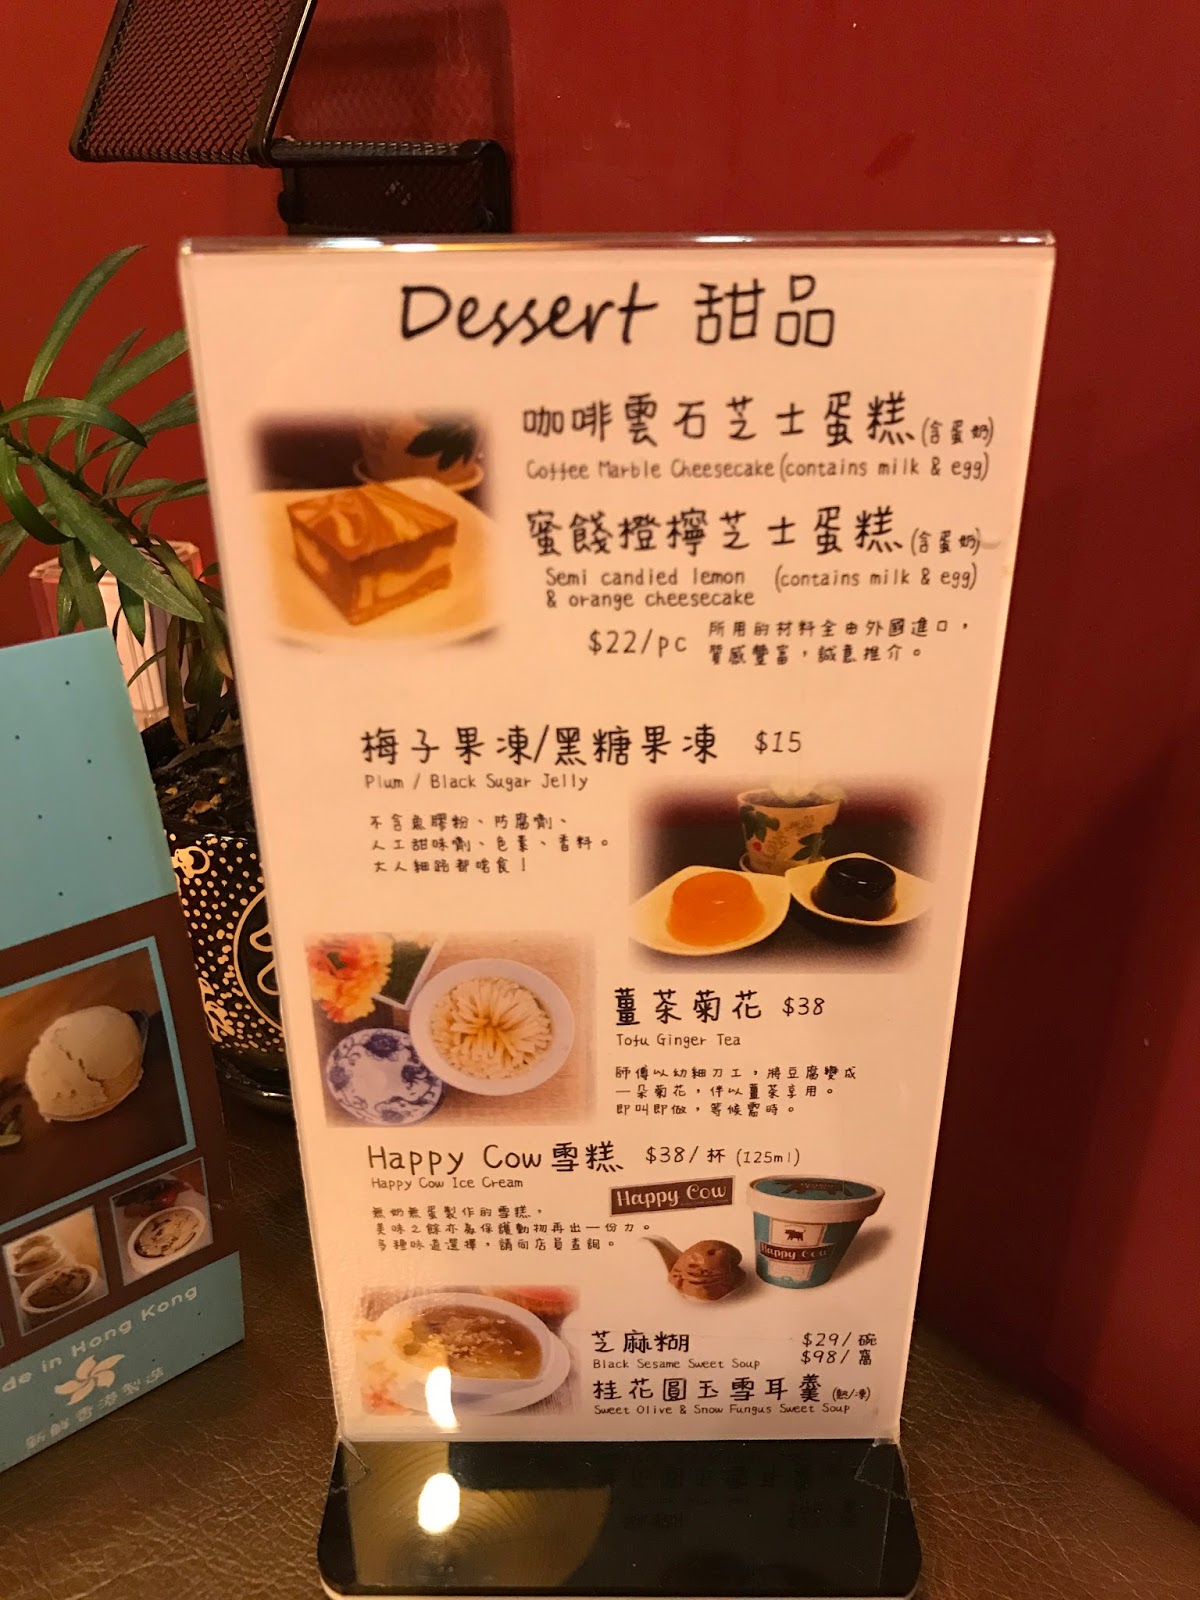 Dessert 甜品
咖啡雲石芝士蛋糕(含蛋奶)
Coffee Marble Cheesecake (contains milk & egg)
蜜餞橙檸芝士蛋糕(含蛋奶)
Semi candied lemon (contains milk & egg)
& orange cheesecake
$22/pc
所用的材料全由外國進口，
質感豐富，誠意推介。
梅子果凍/黑糖果凍 $15
Plum / Black Sugar Jelly
不含魚膠粉、防腐劑、
人工甜味劑、色素、香料。
大人細路都啱食！
薑茶菊花 $38
Tofu Ginger Tea
師傅以幼細刀工，將豆腐變成
一朵菊花，伴以薑茶享用。
即叫即做，等候需時。
Happy Cow 雪糕 $38/杯 (125ml)
Happy Cow Ice Cream
無奶無蛋製作的雪糕，
美味之餘亦為保護動物再出一份力。
多種味道選擇，請向店員查詢。
Happy Cow
Happy Cow
芝麻糊 $29/碗
Black Sesame Sweet Soup $98/窩
桂花圓玉雪耳羹(熱/凍)
Sweet Olive & Snow Fungus Sweet Soup
de in Hong Kong
香港製造